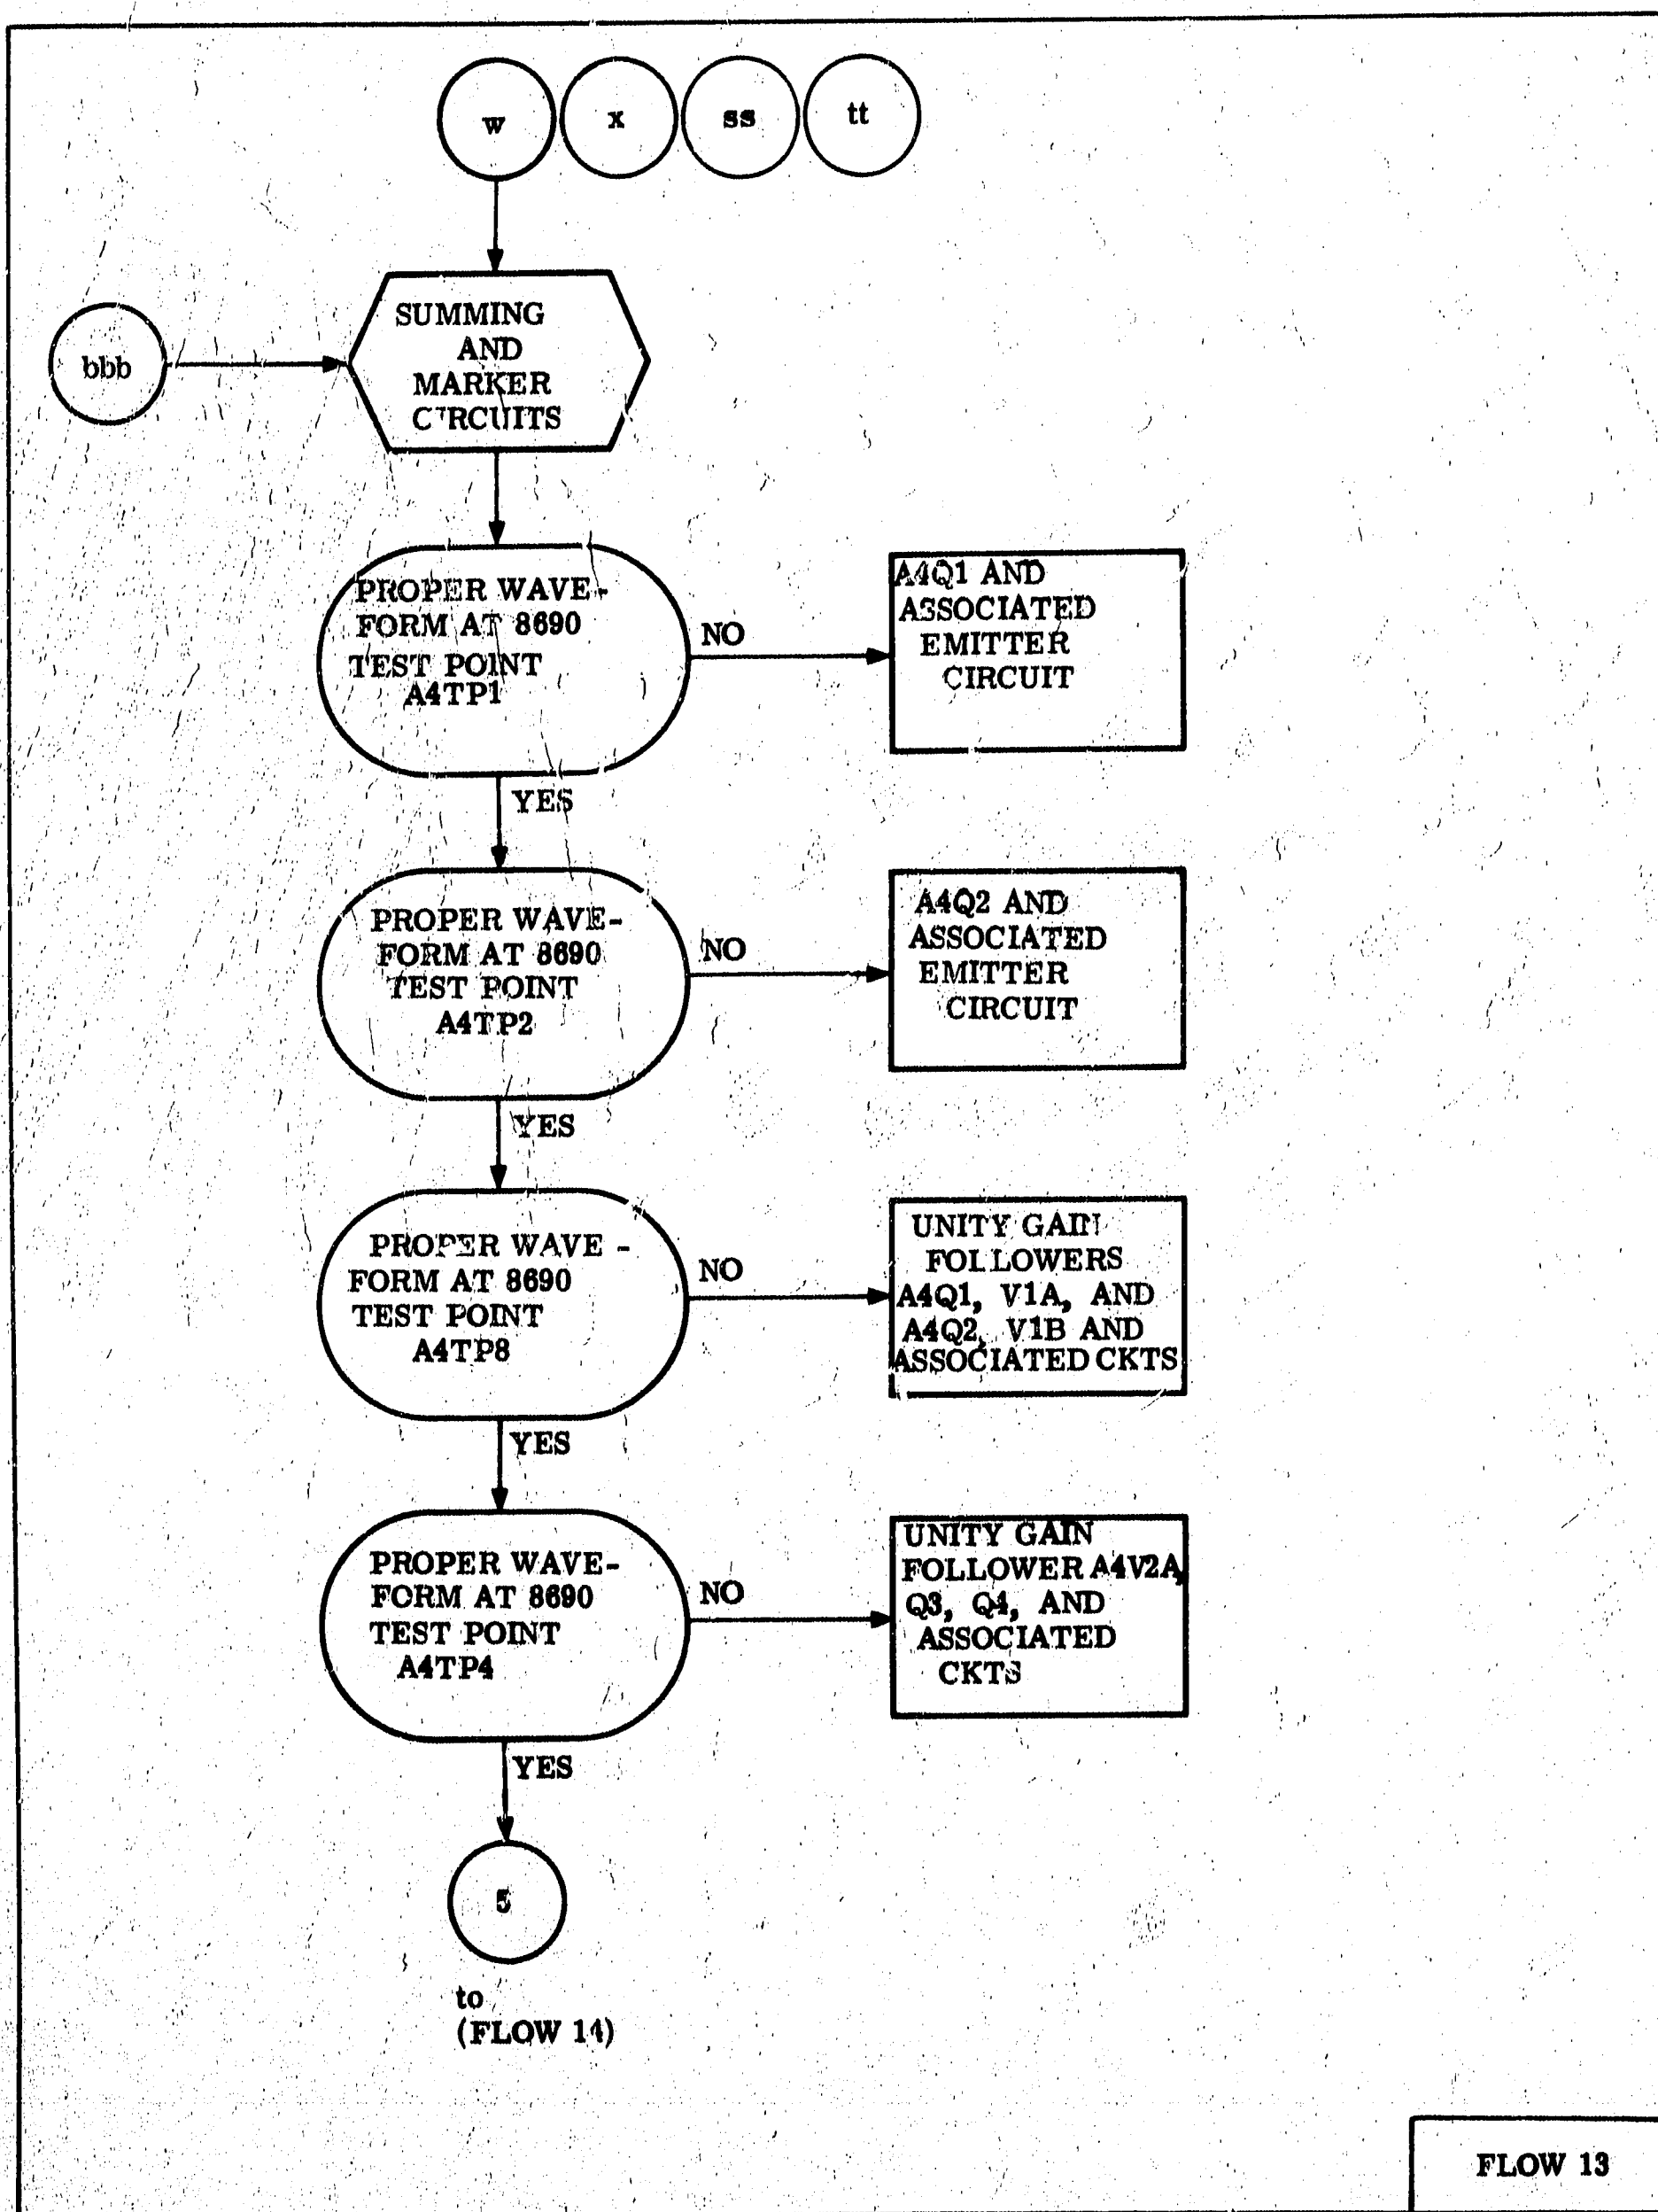 w x ss tt
bbb
SUMMING
AND
MARKER
CIRCUITS
PROPER WAVE-
FORM AT 8690
TEST POINT
A4TP1
NO
A4Q1 AND
ASSOCIATED
EMITTER
CIRCUIT
YES
PROPER WAVE-
FORM AT 8690
TEST POINT
A4TP2
NO
A4Q2 AND
ASSOCIATED
EMITTER
CIRCUIT
YES
PROPER WAVE -
FORM AT 8690
TEST POINT
A4TP8
NO
UNITY GAIN
FOLLOWERS
A4Q1, V1A, AND
A4Q2, V1B AND
ASSOCIATED CKTS
YES
PROPER WAVE-
FORM AT 8690
TEST POINT
A4TP4
NO
UNITY GAIN
FOLLOWER A4V2A,
Q3, Q4, AND
ASSOCIATED
CKTS
YES
5
to
(FLOW 14)
FLOW 13